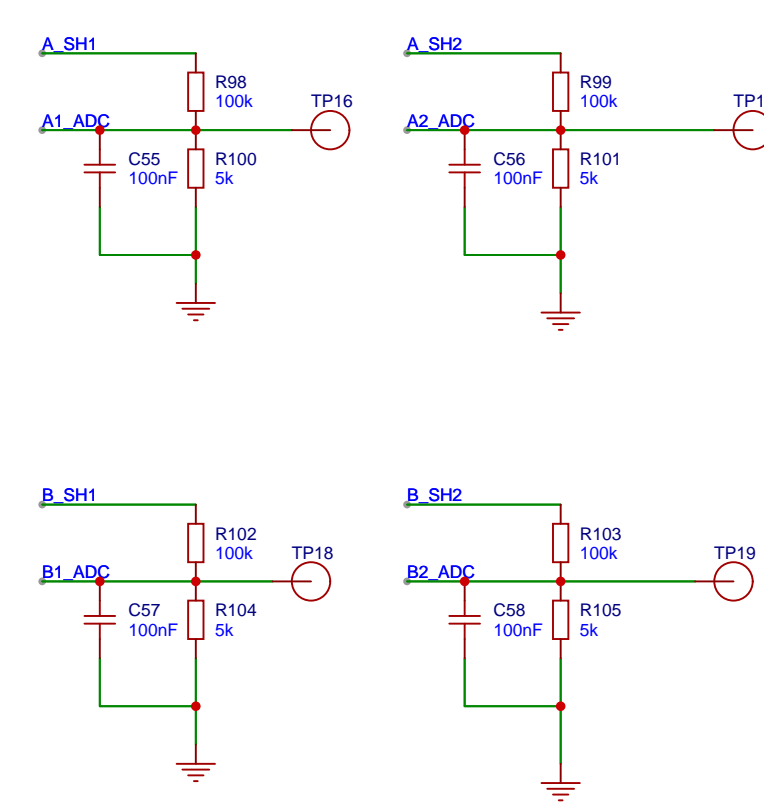 A_SH1
A_SH2
R98
100k
R99
100k
TP16
TP1
A1_ADC
A2_ADC
C55
100nF
R100
5k
C56
100nF
R101
5k
B_SH1
B_SH2
R102
100k
R103
100k
TP18
TP19
B1_ADC
B2_ADC
C57
100nF
R104
5k
C58
100nF
R105
5k